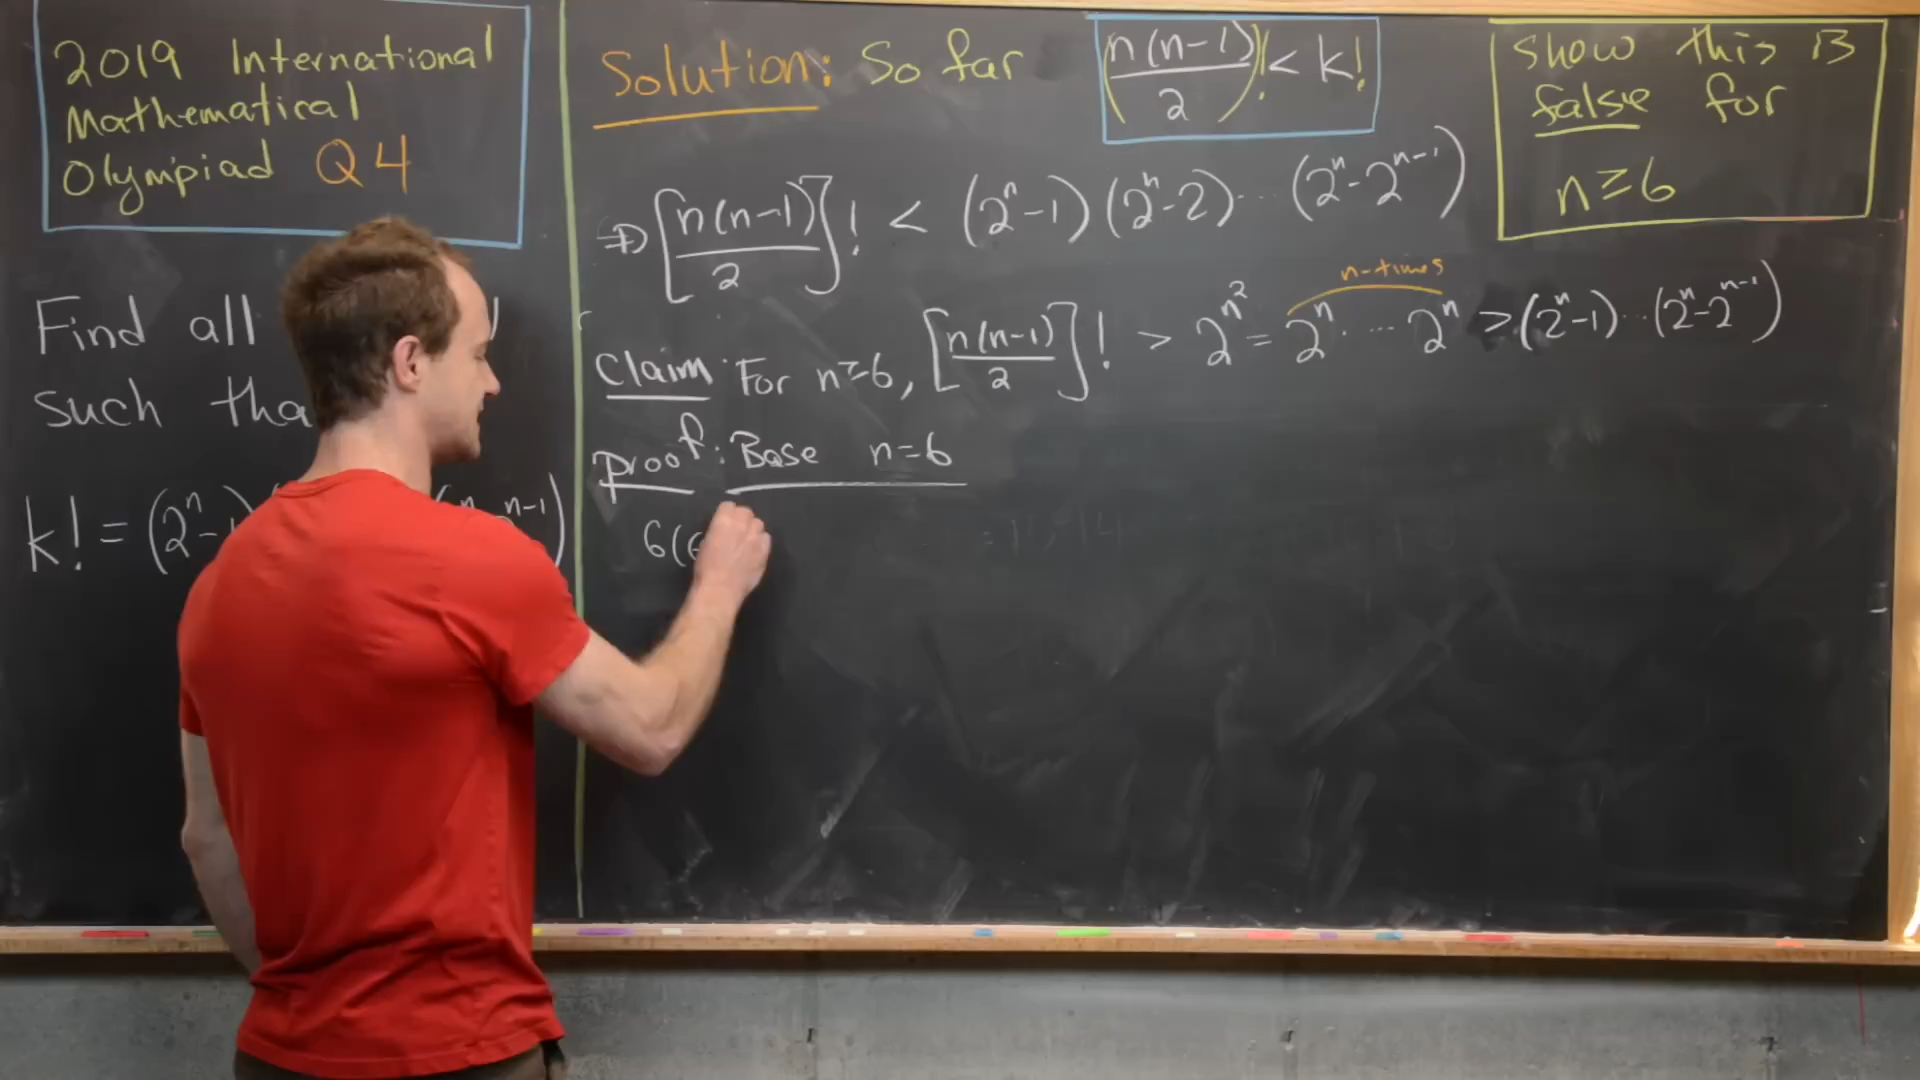 2019 International
Mathematical
Olympiad Q4
Find all
such tha
k! = (2^n-1)
n-1)
Solution: So far (n(n-1)/2)! < k!
⇒ [n(n-1)/2]! < (2^n-1)(2^n-2)...(2^n-2^{n-1})
Claim: For n≥6, [n(n-1)/2]! > 2^{n^2} = 2^n. ... 2^n > (2^n-1)...(2^n-2^{n-1})
n-times
Proof: Base n=6
6(
show this is
false for
n≥6